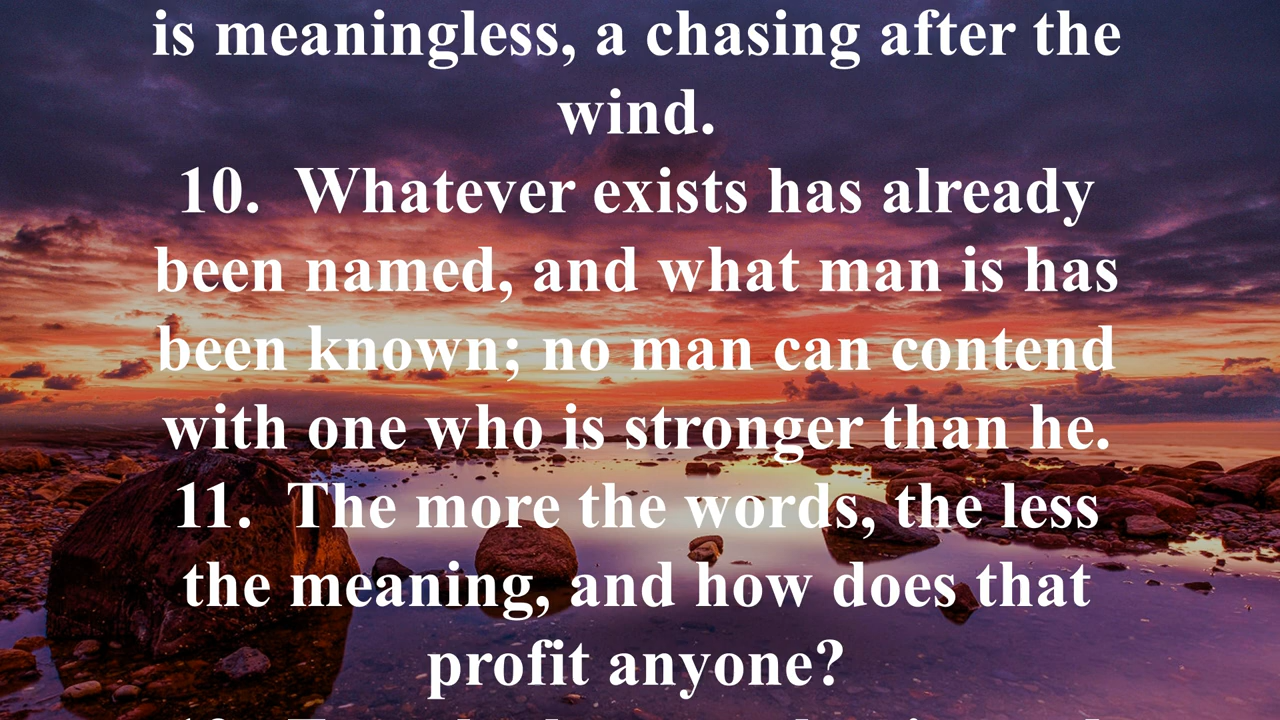 is meaningless, a chasing after the
wind.
10.  Whatever exists has already
been named, and what man is has
been known; no man can contend
with one who is stronger than he.
11.  The more the words, the less
the meaning, and how does that
profit anyone?